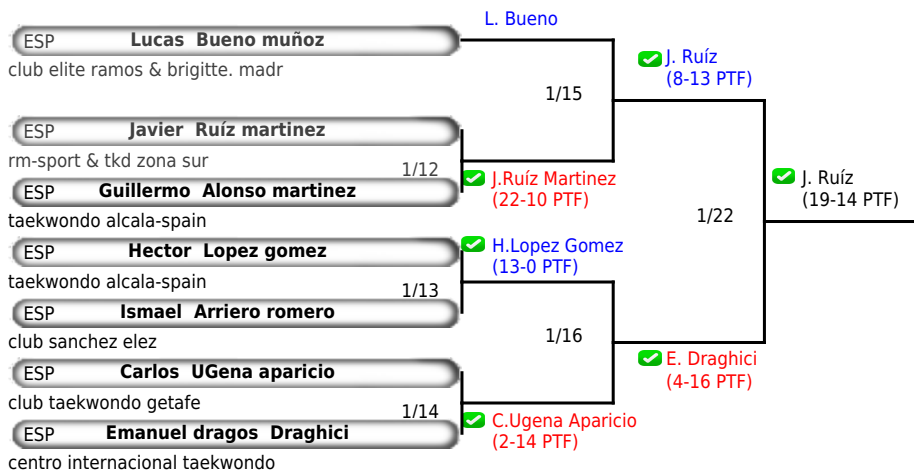 L. Bueno
ESP Lucas Bueno muñoz
club elite ramos & brigitte. madr
J. Ruíz
(8-13 PTF)
1/15
ESP Javier Ruíz martinez
rm-sport & tkd zona sur
1/12
J.Ruíz Martinez
(22-10 PTF)
ESP Guillermo Alonso martinez
taekwondo alcala-spain
J. Ruíz
(19-14 PTF)
1/22
ESP Hector Lopez gomez
taekwondo alcala-spain
H.Lopez Gomez
(13-0 PTF)
1/13
ESP Ismael Arriero romero
club sanchez elez
1/16
E. Draghici
(4-16 PTF)
ESP Carlos UGena aparicio
club taekwondo getafe
1/14
C.Ugena Aparicio
(2-14 PTF)
ESP Emanuel dragos Draghici
centro internacional taekwondo